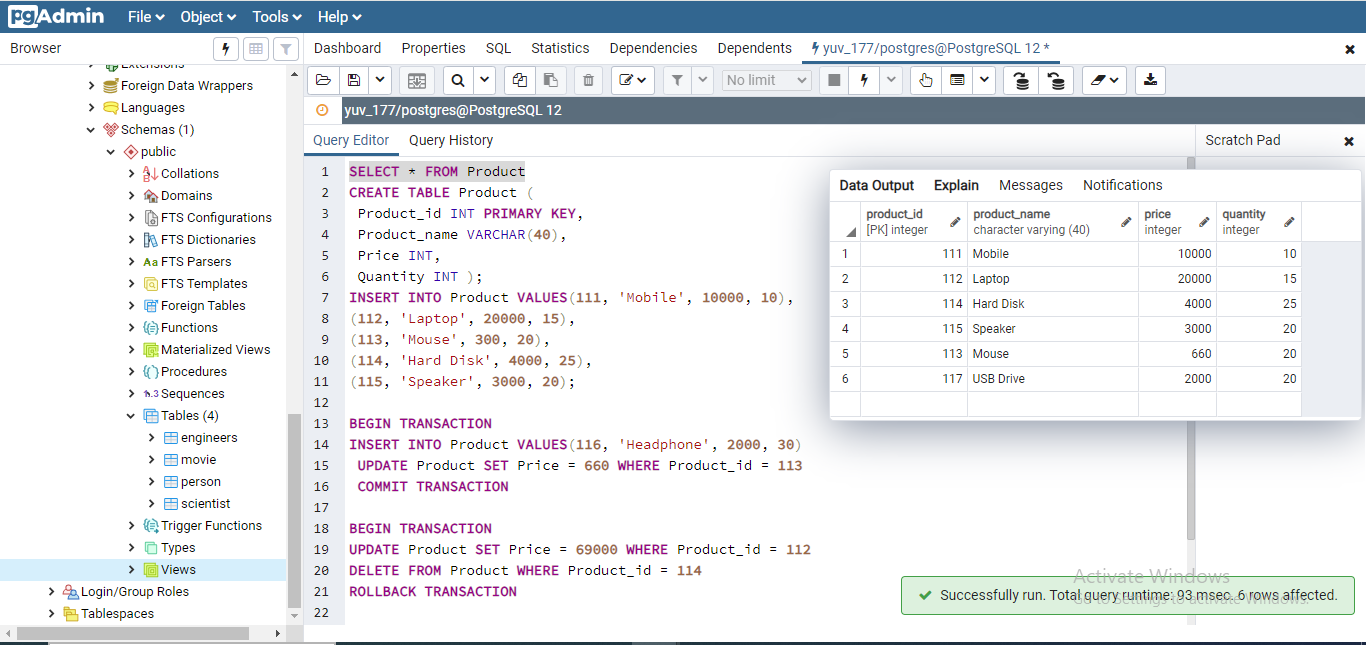 pgAdmin File Object Tools Help
Browser
Dashboard Properties SQL Statistics Dependencies Dependents yuv_177/postgres@PostgreSQL 12 *
No limit
yuv_177/postgres@PostgreSQL 12
Extensions
Foreign Data Wrappers
Languages
Schemas (1)
public
Collations
Domains
FTS Configurations
FTS Dictionaries
Aa FTS Parsers
FTS Templates
Foreign Tables
Functions
Materialized Views
Procedures
1..3 Sequences
Tables (4)
engineers
movie
person
scientist
Trigger Functions
Types
Views
Login/Group Roles
Tablespaces
Query Editor Query History
Scratch Pad
1 SELECT * FROM Product
2 CREATE TABLE Product (
3 Product_id INT PRIMARY KEY,
4 Product_name VARCHAR(40),
5 Price INT,
6 Quantity INT );
7 INSERT INTO Product VALUES(111, 'Mobile', 10000, 10),
8 (112, 'Laptop', 20000, 15),
9 (113, 'Mouse', 300, 20),
10 (114, 'Hard Disk', 4000, 25),
11 (115, 'Speaker', 3000, 20);
12
13 BEGIN TRANSACTION
14 INSERT INTO Product VALUES(116, 'Headphone', 2000, 30)
15 UPDATE Product SET Price = 660 WHERE Product_id = 113
16 COMMIT TRANSACTION
17
18 BEGIN TRANSACTION
19 UPDATE Product SET Price = 69000 WHERE Product_id = 112
20 DELETE FROM Product WHERE Product_id = 114
21 ROLLBACK TRANSACTION
22
Data Output Explain Messages Notifications
product_id product_name price quantity
[PK] integer character varying (40) integer integer
1 111 Mobile 10000 10
2 112 Laptop 20000 15
3 114 Hard Disk 4000 25
4 115 Speaker 3000 20
5 113 Mouse 660 20
6 117 USB Drive 2000 20
Activate Windows
Go to Settings to activate Windows.
Successfully run. Total query runtime: 93 msec. 6 rows affected.